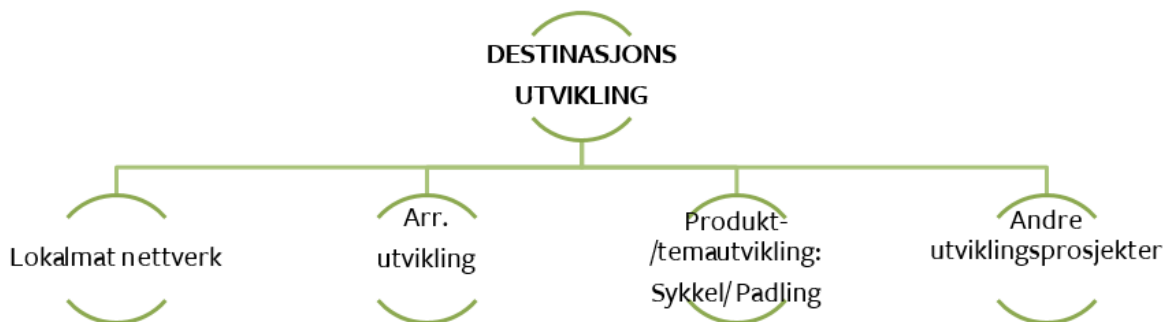 DESTINASJONS
UTVIKLING
Lokalmat nettverk
Arr.
utvikling
Produkt-
/temautvikling:
Sykkel/ Padling
Andre
utviklingsprosjekter